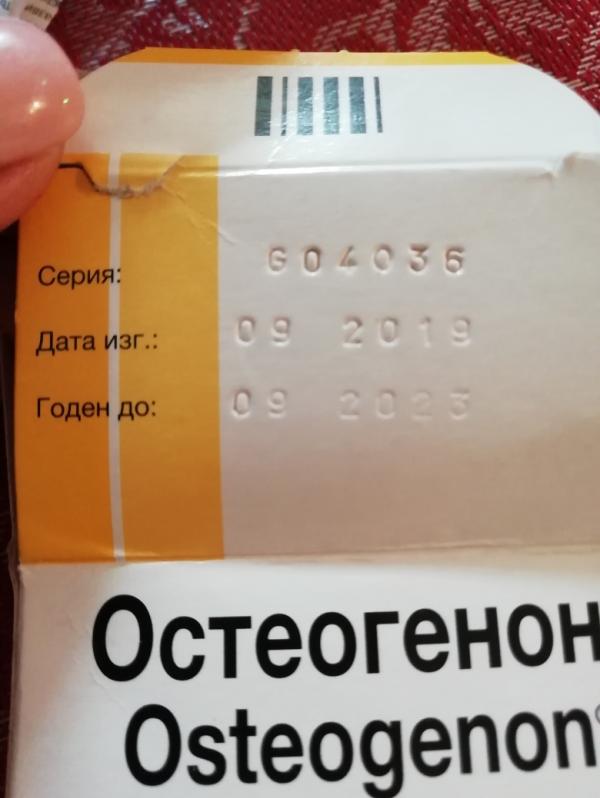 Серия: G04036
Дата изг.: 09 2019
Годен до: 09 2023
Остеогенон
Osteogenon®